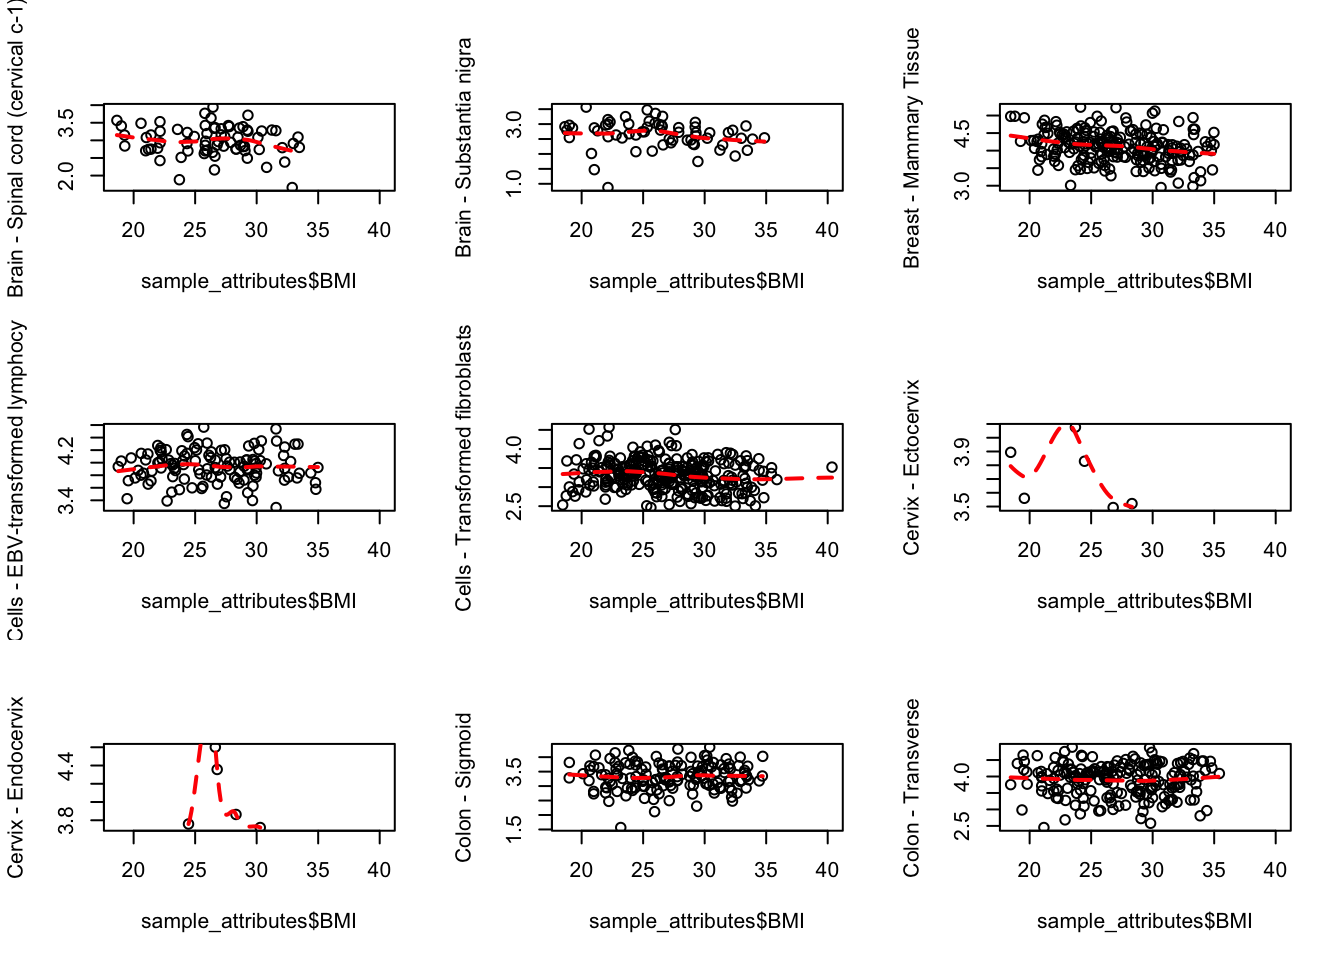 Brain - Spinal cord (cervical c-1)
2.0 3.5
20 25 30 35 40
sample_attributes$BMI
Brain - Substantia nigra
1.0 3.0
20 25 30 35 40
sample_attributes$BMI
Breast - Mammary Tissue
3.0 4.5
20 25 30 35 40
sample_attributes$BMI
Cells - EBV-transformed lymphocy
3.4 4.2
20 25 30 35 40
sample_attributes$BMI
Cells - Transformed fibroblasts
2.5 4.0
20 25 30 35 40
sample_attributes$BMI
Cervix - Ectocervix
3.5 3.9
20 25 30 35 40
sample_attributes$BMI
Cervix - Endocervix
3.8 4.4
20 25 30 35 40
sample_attributes$BMI
Colon - Sigmoid
1.5 3.5
20 25 30 35 40
sample_attributes$BMI
Colon - Transverse
2.5 4.0
20 25 30 35 40
sample_attributes$BMI